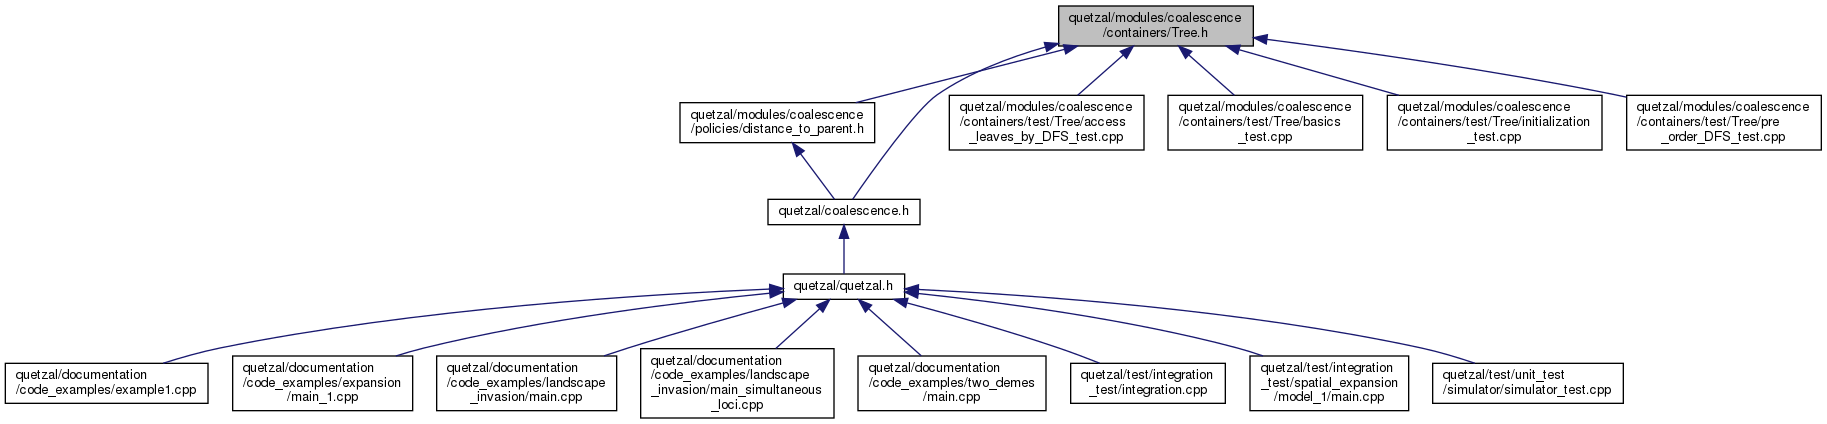 quetzal/modules/coalescence
/containers/Tree.h
quetzal/modules/coalescence
/policies/distance_to_parent.h
quetzal/modules/coalescence
/containers/test/Tree/access
_leaves_by_DFS_test.cpp
quetzal/modules/coalescence
/containers/test/Tree/basics
_test.cpp
quetzal/modules/coalescence
/containers/test/Tree/initialization
_test.cpp
quetzal/modules/coalescence
/containers/test/Tree/pre
_order_DFS_test.cpp
quetzal/coalescence.h
quetzal/quetzal.h
quetzal/documentation
/code_examples/example1.cpp
quetzal/documentation
/code_examples/expansion
/main_1.cpp
quetzal/documentation
/code_examples/landscape
_invasion/main.cpp
quetzal/documentation
/code_examples/landscape
_invasion/main_simultaneous
_loci.cpp
quetzal/documentation
/code_examples/two_demes
/main.cpp
quetzal/test/integration
_test/integration.cpp
quetzal/test/integration
_test/spatial_expansion
/model_1/main.cpp
quetzal/test/unit_test
/simulator/simulator_test.cpp